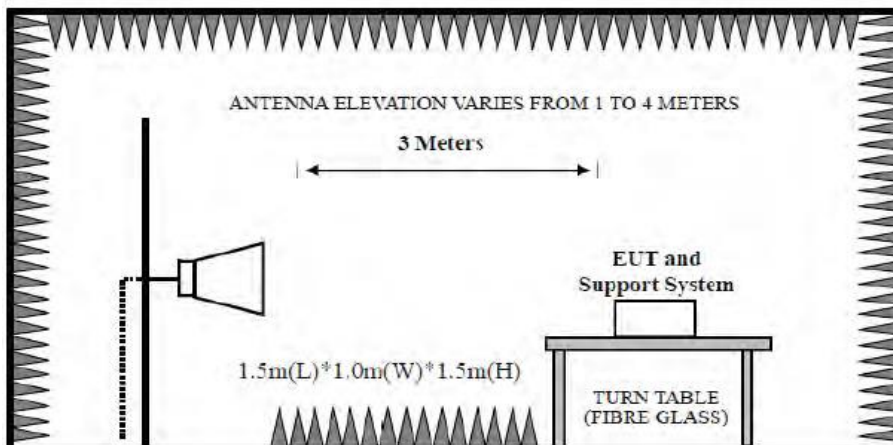 ANTENNA ELEVATION VARIES FROM 1 TO 4 METERS
3 Meters
EUT and
Support System
1.5m(L)*1.0m(W)*1.5m(H)
TURN TABLE
(FIBRE GLASS)